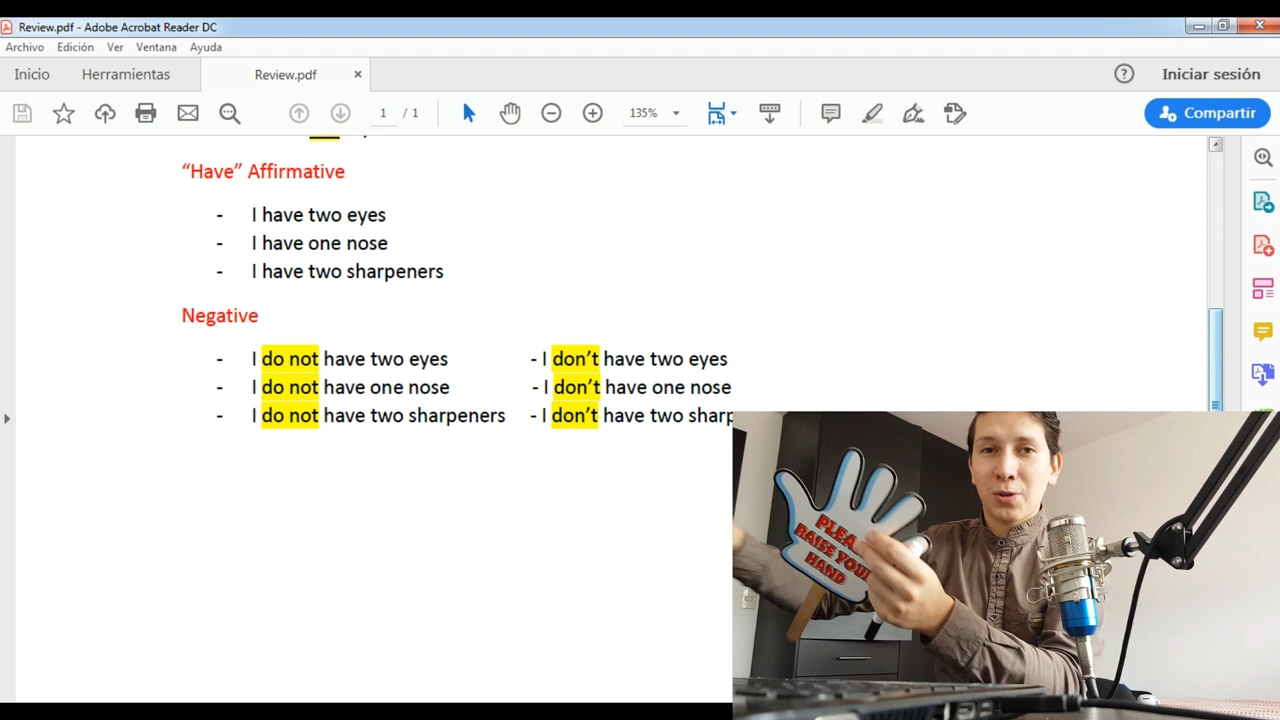 Review.pdf - Adobe Acrobat Reader DC
Archivo Edición Ver Ventana Ayuda
Inicio Herramientas Review.pdf × ? Iniciar sesión
1 / 1 135% Compartir
“Have” Affirmative
- I have two eyes
- I have one nose
- I have two sharpeners
Negative
- I do not have two eyes - I don’t have two eyes
- I do not have one nose - I don’t have one nose
- I do not have two sharpeners - I don’t have two sharp
RAISE YOUR
HAND